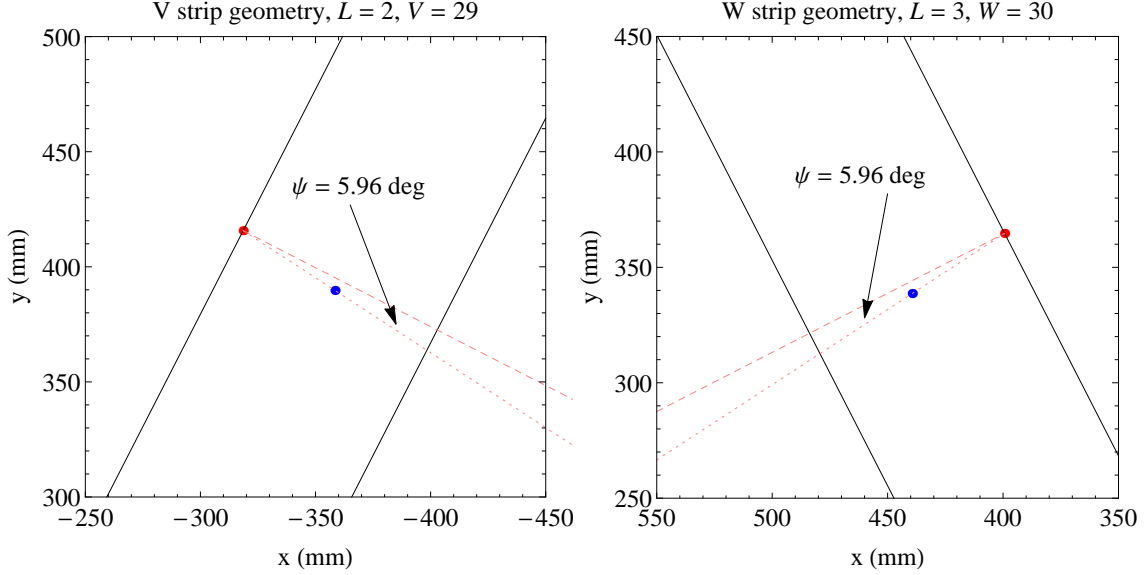 V strip geometry, L = 2, V = 29
500
450
400
350
300
y (mm)
ψ = 5.96 deg
−250
−300
−350
−400
−450
x (mm)
W strip geometry, L = 3, W = 30
450
400
350
300
250
y (mm)
ψ = 5.96 deg
550
500
450
400
350
x (mm)